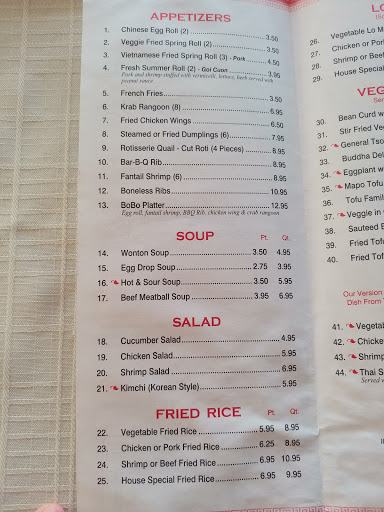 APPETIZERS
1. Chinese Egg Roll (2) 3.50
2. Veggie Fried Spring Roll (2) 3.50
3. Vietnamese Fried Spring Roll (3) - Pork 4.50
4. Fresh Summer Roll (2) - Goi Cuon 3.95
Pork and shrimp stuffed with vermicelli, lettuce, herb served with
peanut sauce
5. French Fries 3.50
6. Krab Rangoon (8) 5.95
7. Fried Chicken Wings 6.50
8. Steamed or Fried Dumplings (6) 7.95
9. Rotisserie Quail - Cut Roti (4 Pieces) 8.95
10. Bar-B-Q Rib 8.95
11. Fantail Shrimp (6) 8.95
12. Boneless Ribs 10.95
13. BoBo Platter 12.95
Egg roll, fantail shrimp, BBQ Rib, chicken wing & crab rangoon
SOUP Pt. Qt.
14. Wonton Soup 3.50 4.95
15. Egg Drop Soup 2.75 3.95
16. Hot & Sour Soup 3.50 5.95
17. Beef Meatball Soup 3.95 6.95
SALAD
18. Cucumber Salad 4.95
19. Chicken Salad 5.95
20. Shrimp Salad 6.95
21. Kimchi (Korean Style) 5.95
FRIED RICE Pt. Qt.
22. Vegetable Fried Rice 5.95 8.95
23. Chicken or Pork Fried Rice 6.25 8.95
24. Shrimp or Beef Fried Rice 6.95 10.95
25. House Special Fried Rice 6.95 9.95
LO
26. Vegetable Lo M
27. Chicken or Pork
28. Shrimp or Beef
29. House Special
VEG
30. Bean Curd w
31. Stir Fried Ve
32. General Tso
33. Buddha Del
34. Eggplant w
35. Mapo Tofu
36. Tofu Famil
37. Veggie in
38. Sauteed E
39. Fried Tofu
40. Fried Tof
Our Version
Dish From T
41. Vegetab
42. Chicke
43. Shrimp
44. Thai S
Served w